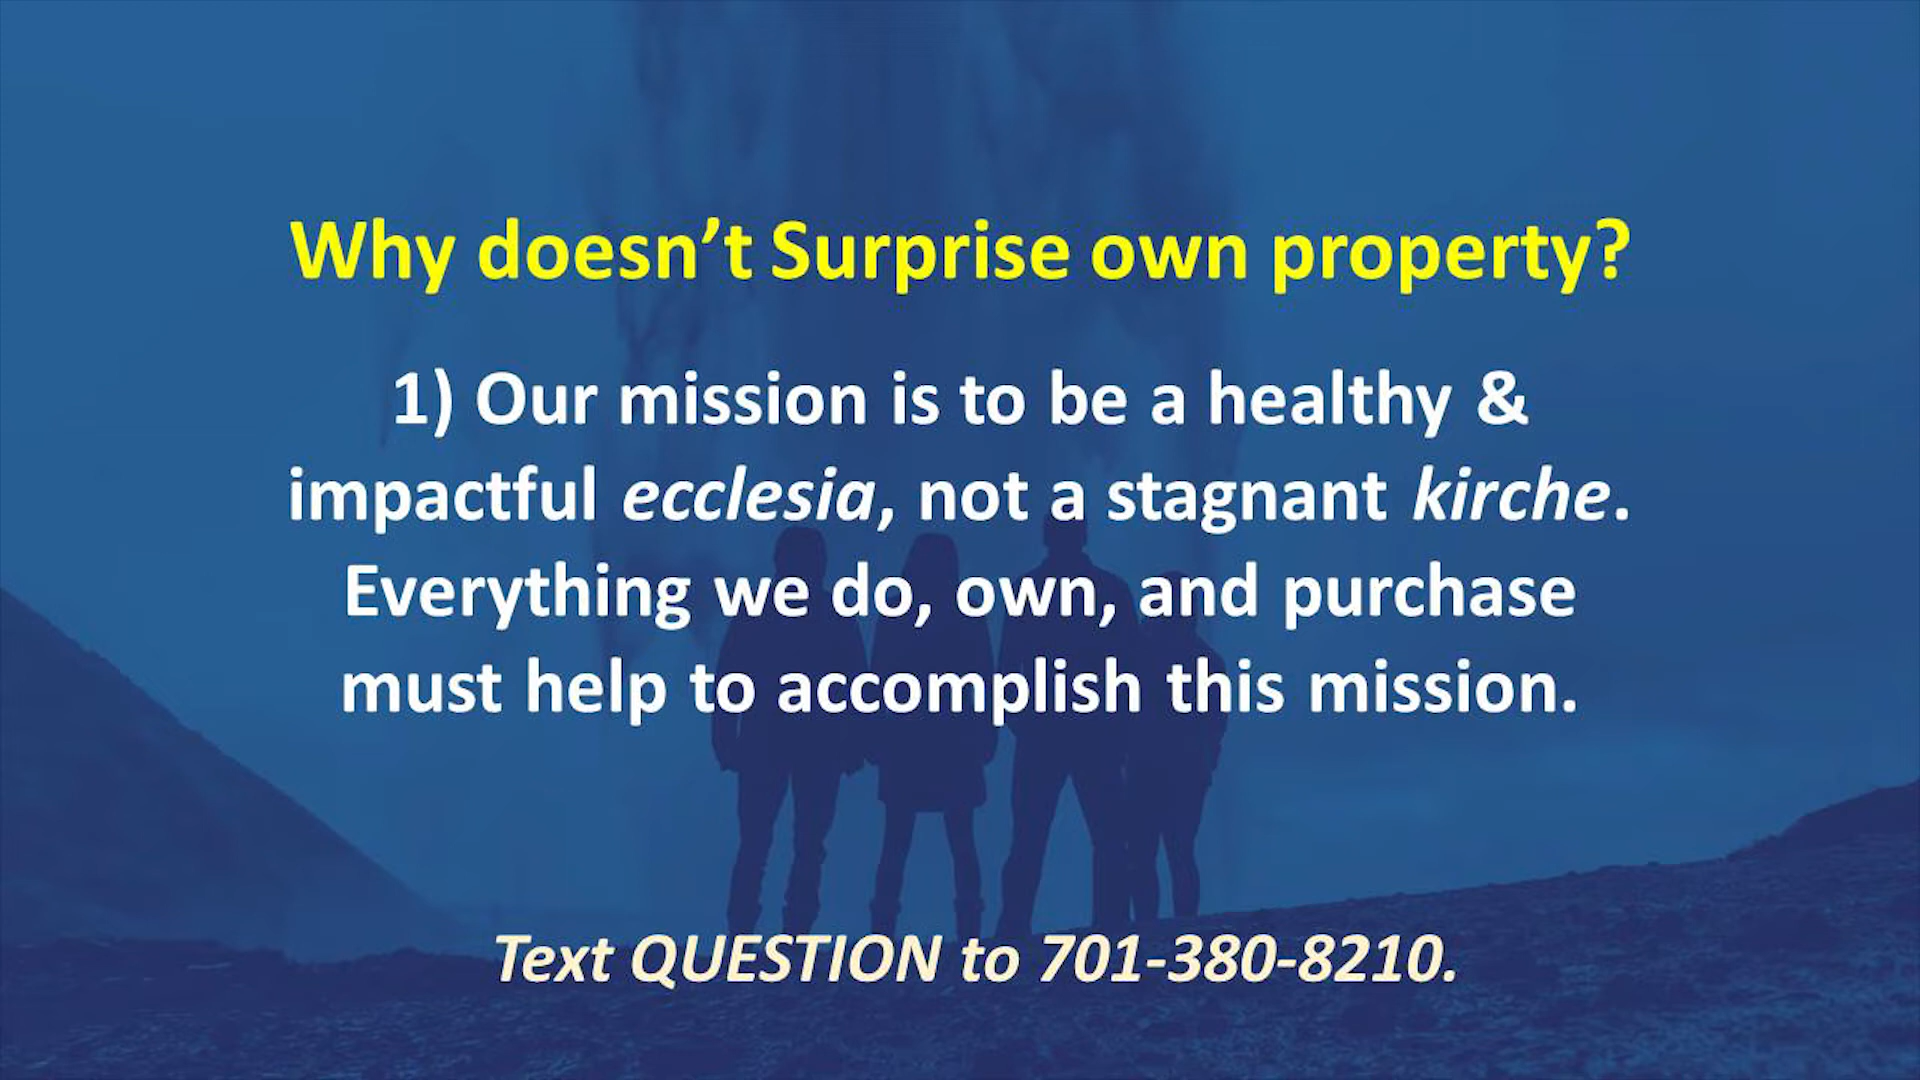 Why doesn’t Surprise own property?
1) Our mission is to be a healthy &
impactful ecclesia, not a stagnant kirche.
Everything we do, own, and purchase
must help to accomplish this mission.
Text QUESTION to 701-380-8210.